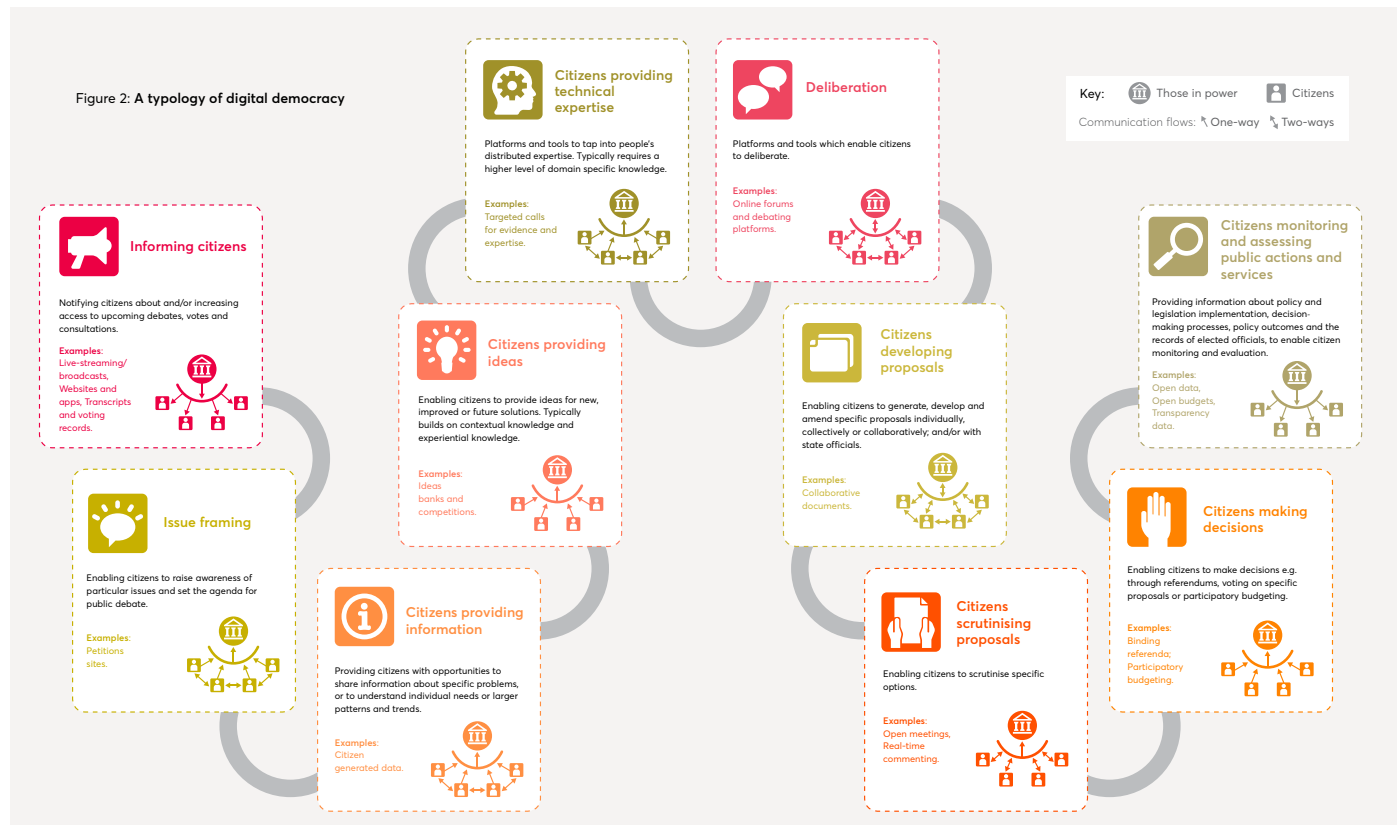 Figure 2: A typology of digital democracy
Key:
Those in power
Citizens
Communication flows:
One-way
Two-ways
Informing citizens
Notifying citizens about and/or increasing
access to upcoming debates, votes and
consultations.
Examples:
Live-streaming/
broadcasts,
Websites and
apps, Transcripts
and voting
records.
Issue framing
Enabling citizens to raise awareness of
particular issues and set the agenda for
public debate.
Examples:
Petitions
sites.
Citizens providing
information
Providing citizens with opportunities to
share information about specific problems,
or to understand individual needs or larger
patterns and trends.
Examples:
Citizen
generated data.
Citizens providing
ideas
Enabling citizens to provide ideas for new,
improved or future solutions. Typically
builds on contextual knowledge and
experiential knowledge.
Examples:
Ideas
banks and
competitions.
Citizens providing
technical
expertise
Platforms and tools to tap into people's
distributed expertise. Typically requires a
higher level of domain specific knowledge.
Examples:
Targeted calls
for evidence and
expertise.
Deliberation
Platforms and tools which enable citizens
to deliberate.
Examples:
Online forums
and debating
platforms.
Citizens
developing
proposals
Enabling citizens to generate, develop and
amend specific proposals individually,
collectively or collaboratively; and/or with
state officials.
Examples:
Collaborative
documents.
Citizens
scrutinising
proposals
Enabling citizens to scrutinise specific
options.
Examples:
Open meetings,
Real-time
commenting.
Citizens making
decisions
Enabling citizens to make decisions e.g.
through referendums, voting on specific
proposals or participatory budgeting.
Examples:
Binding
referenda;
Participatory
budgeting.
Citizens monitoring
and assessing
public actions and
services
Providing information about policy and
legislation implementation, decision-
making processes, policy outcomes and the
records of elected officials, to enable citizen
monitoring and evaluation.
Examples:
Open data,
Open budgets,
Transparency
data.